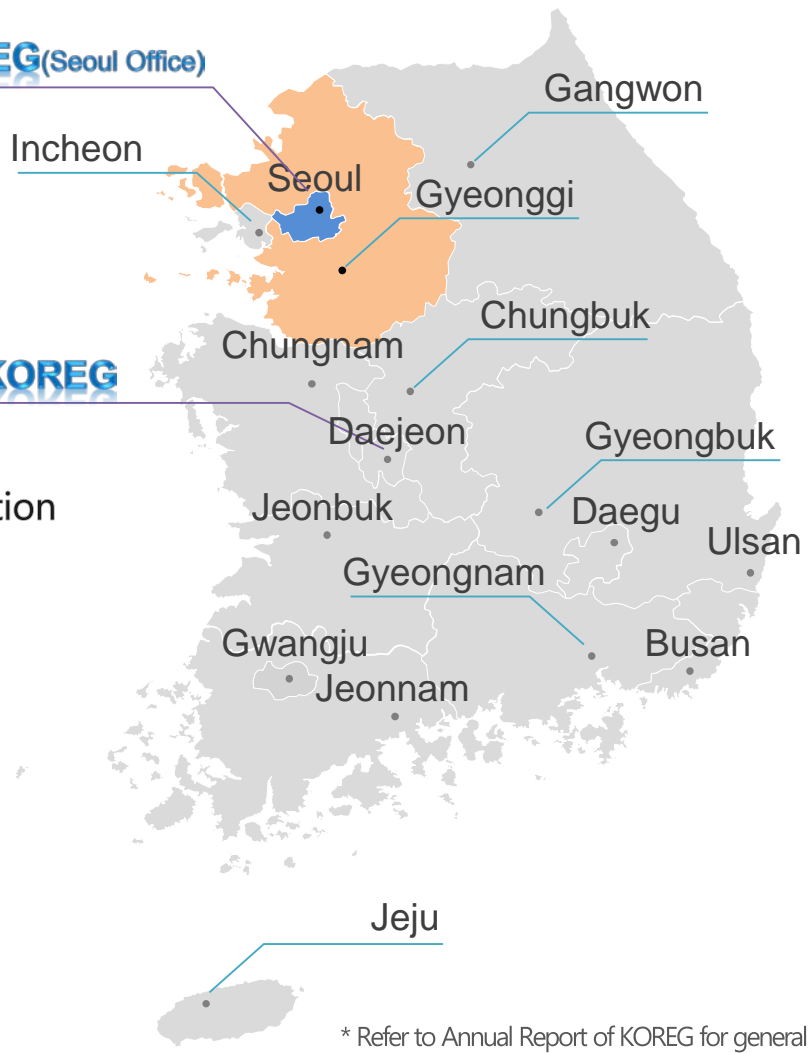 EG(Seoul Office)
Gangwon
Incheon
Seoul
Gyeonggi
Chungbuk
Chungnam
KOREG
Daejeon
Gyeongbuk
tion
Jeonbuk
Daegu
Ulsan
Gyeongnam
Gwangju
Busan
Jeonnam
Jeju
* Refer to Annual Report of KOREG for general